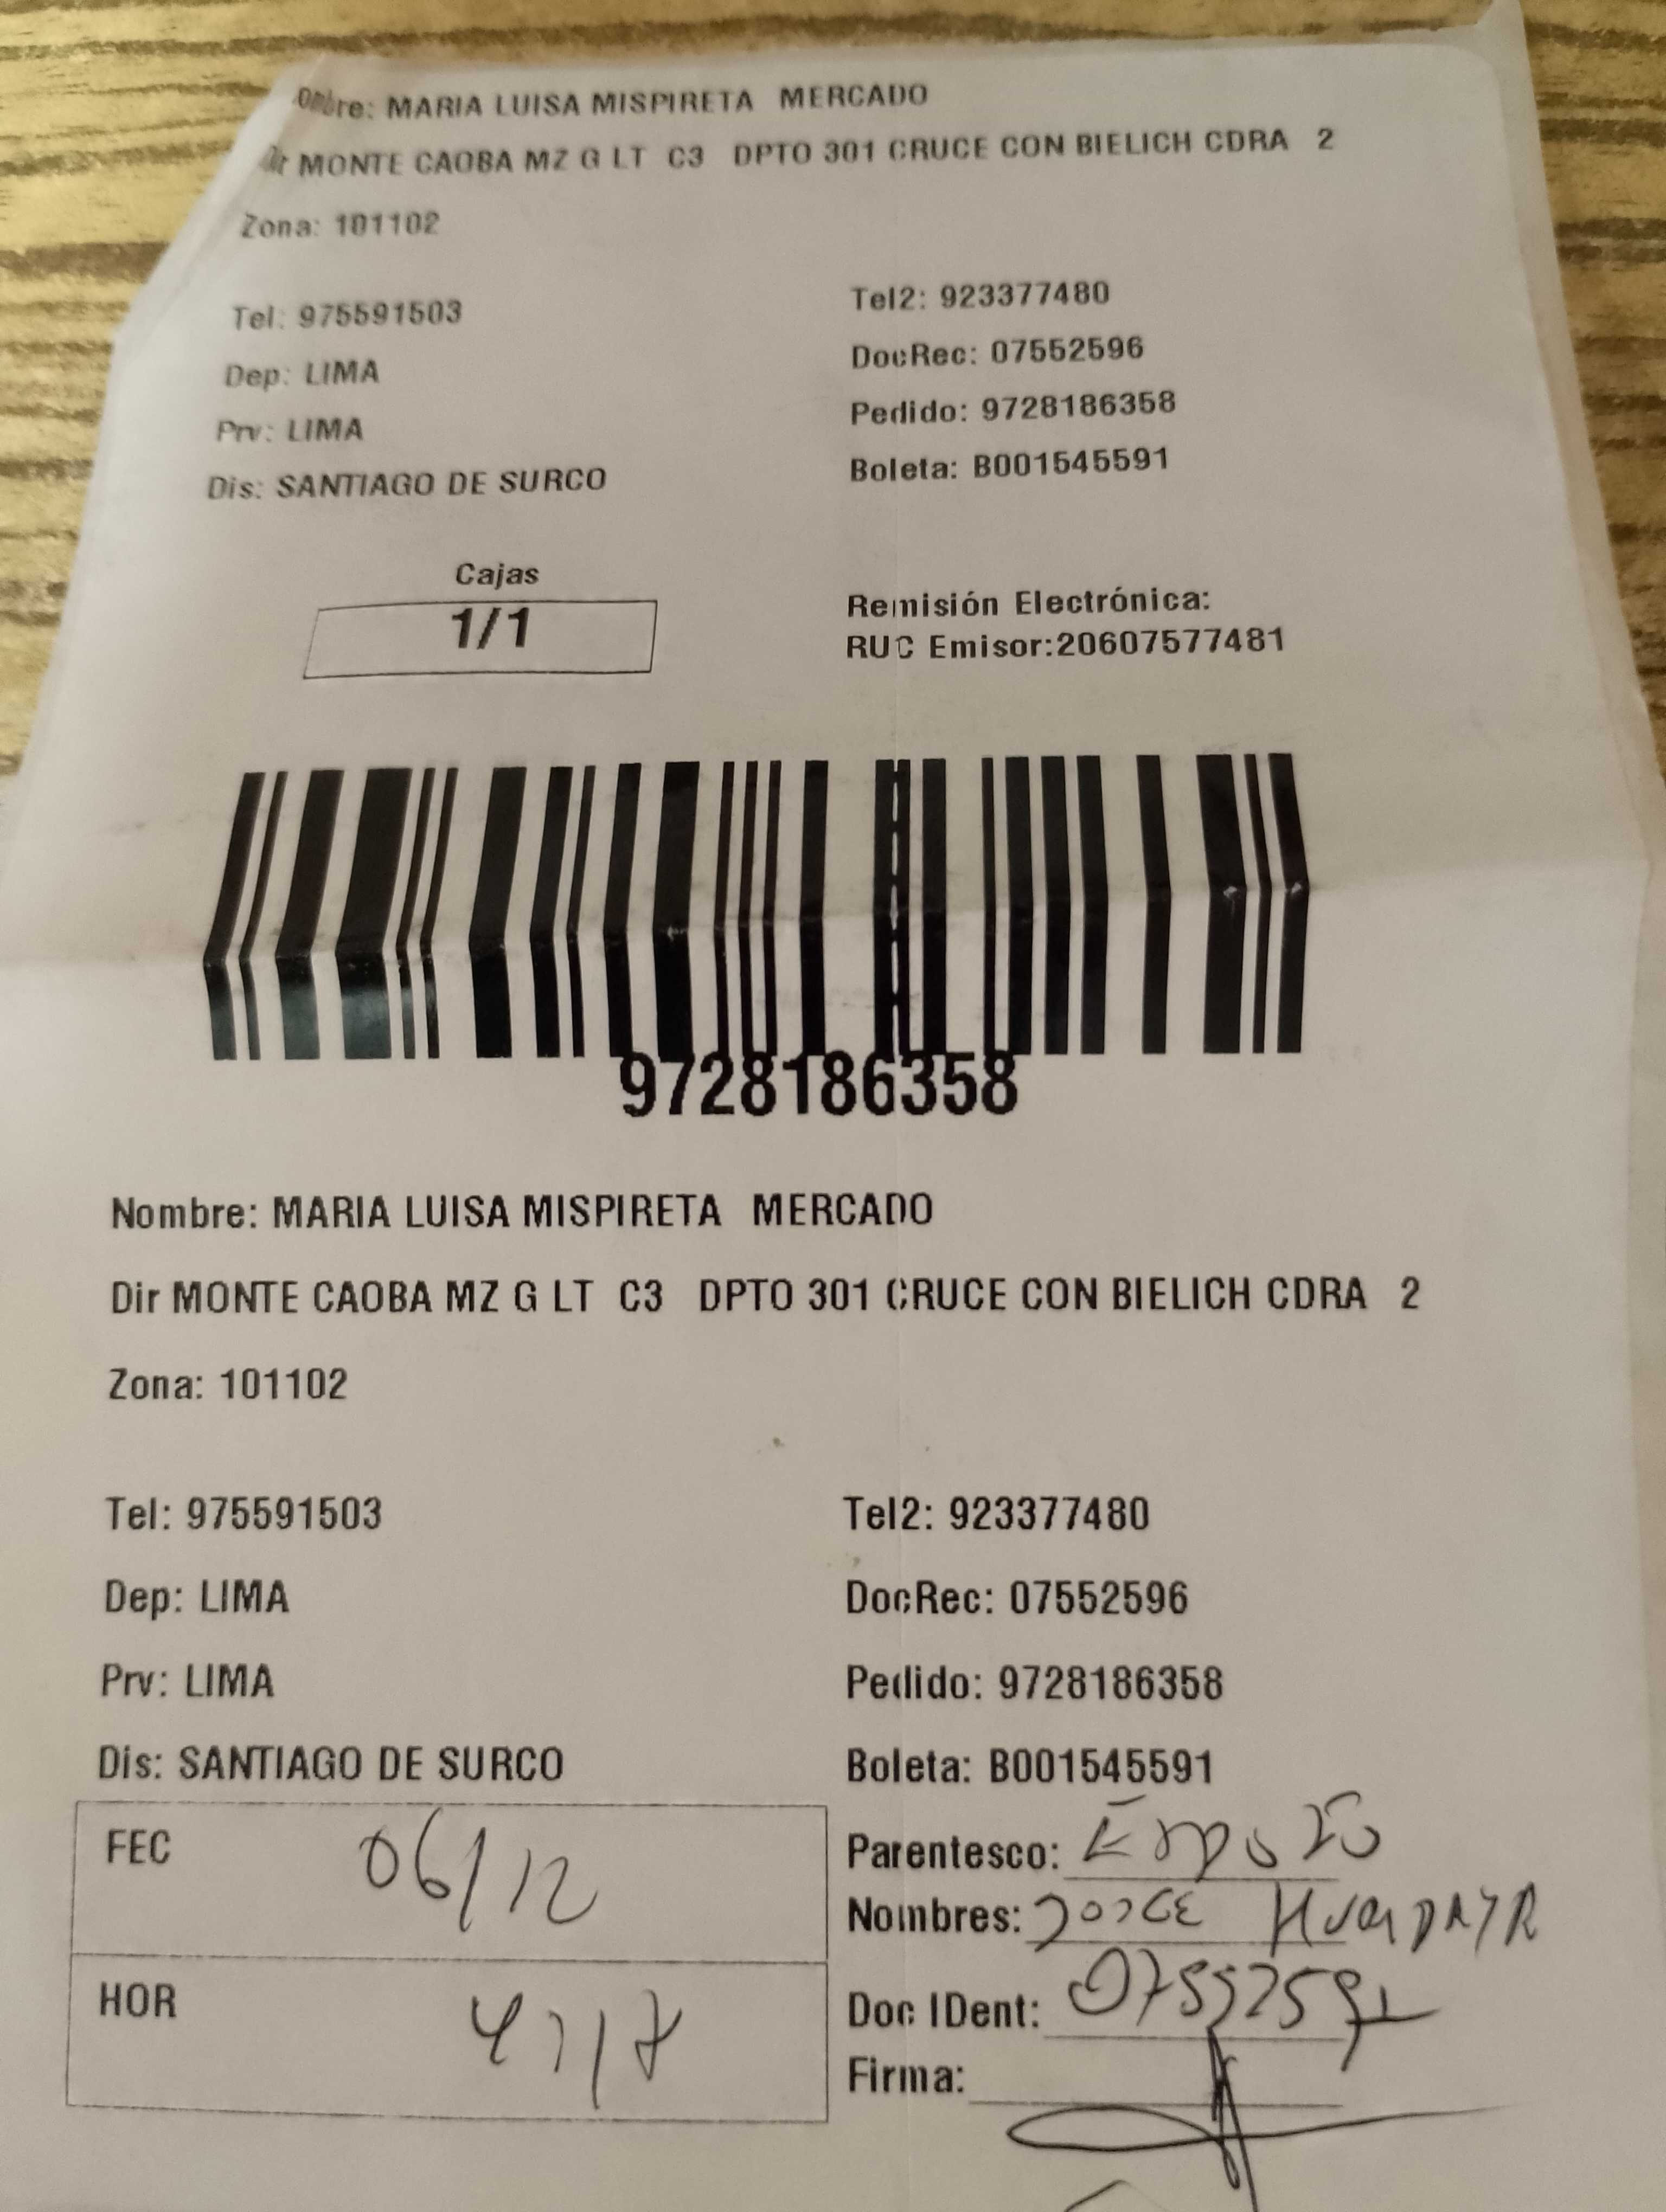 Nombre: MARIA LUISA MISPIRETA MERCADO
Dir MONTE CAOBA MZ G LT C3 DPTO 301 CRUCE CON BIELICH CDRA 2
Zona: 101102
Tel: 975591503 Tel2: 923377480
Dep: LIMA DocRec: 07552596
Prv: LIMA Pedido: 9728186358
Dis: SANTIAGO DE SURCO Boleta: B001545591
Cajas
1/1
Remisión Electrónica:
RUC Emisor:20607577481
9728186358
Nombre: MARIA LUISA MISPIRETA MERCADO
Dir MONTE CAOBA MZ G LT C3 DPTO 301 CRUCE CON BIELICH CDRA 2
Zona: 101102
Tel: 975591503 Tel2: 923377480
Dep: LIMA DocRec: 07552596
Prv: LIMA Pedido: 9728186358
Dis: SANTIAGO DE SURCO Boleta: B001545591
FEC 06/12
HOR
Parentesco:
Nombres:
Doc IDent:
Firma: